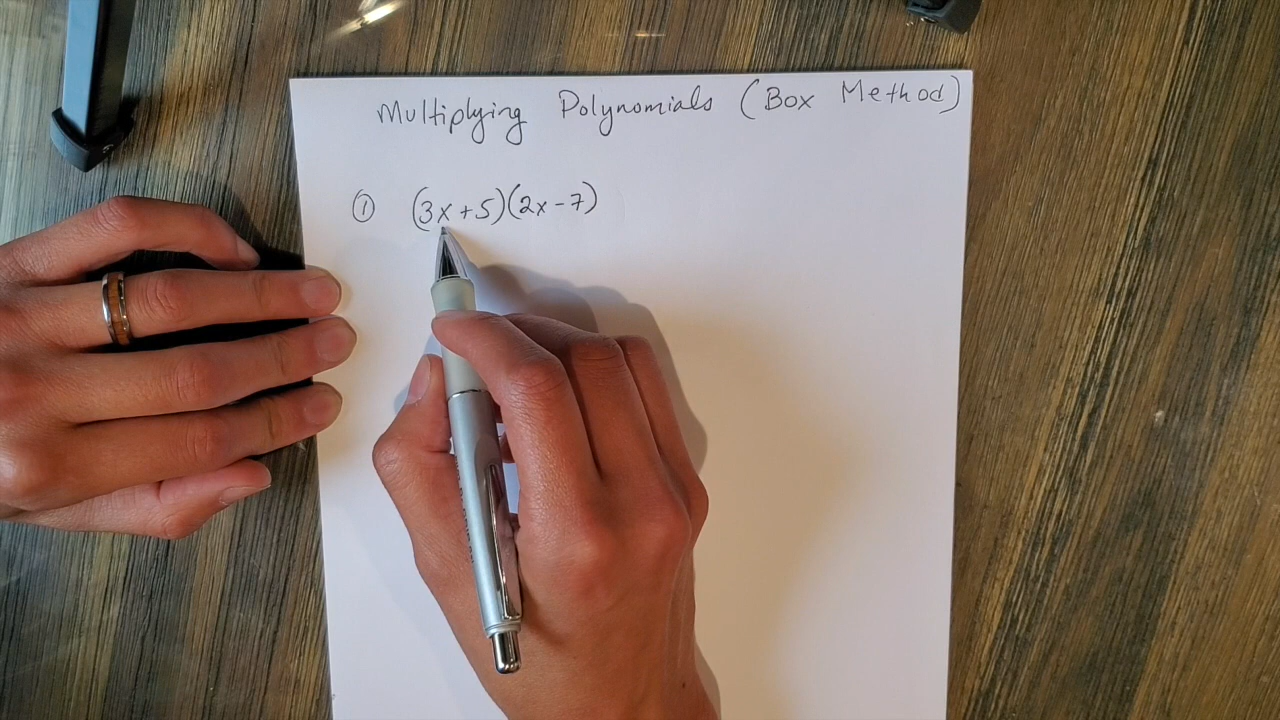 Multiplying Polynomials (Box Method)
① (3x+5)(2x-7)